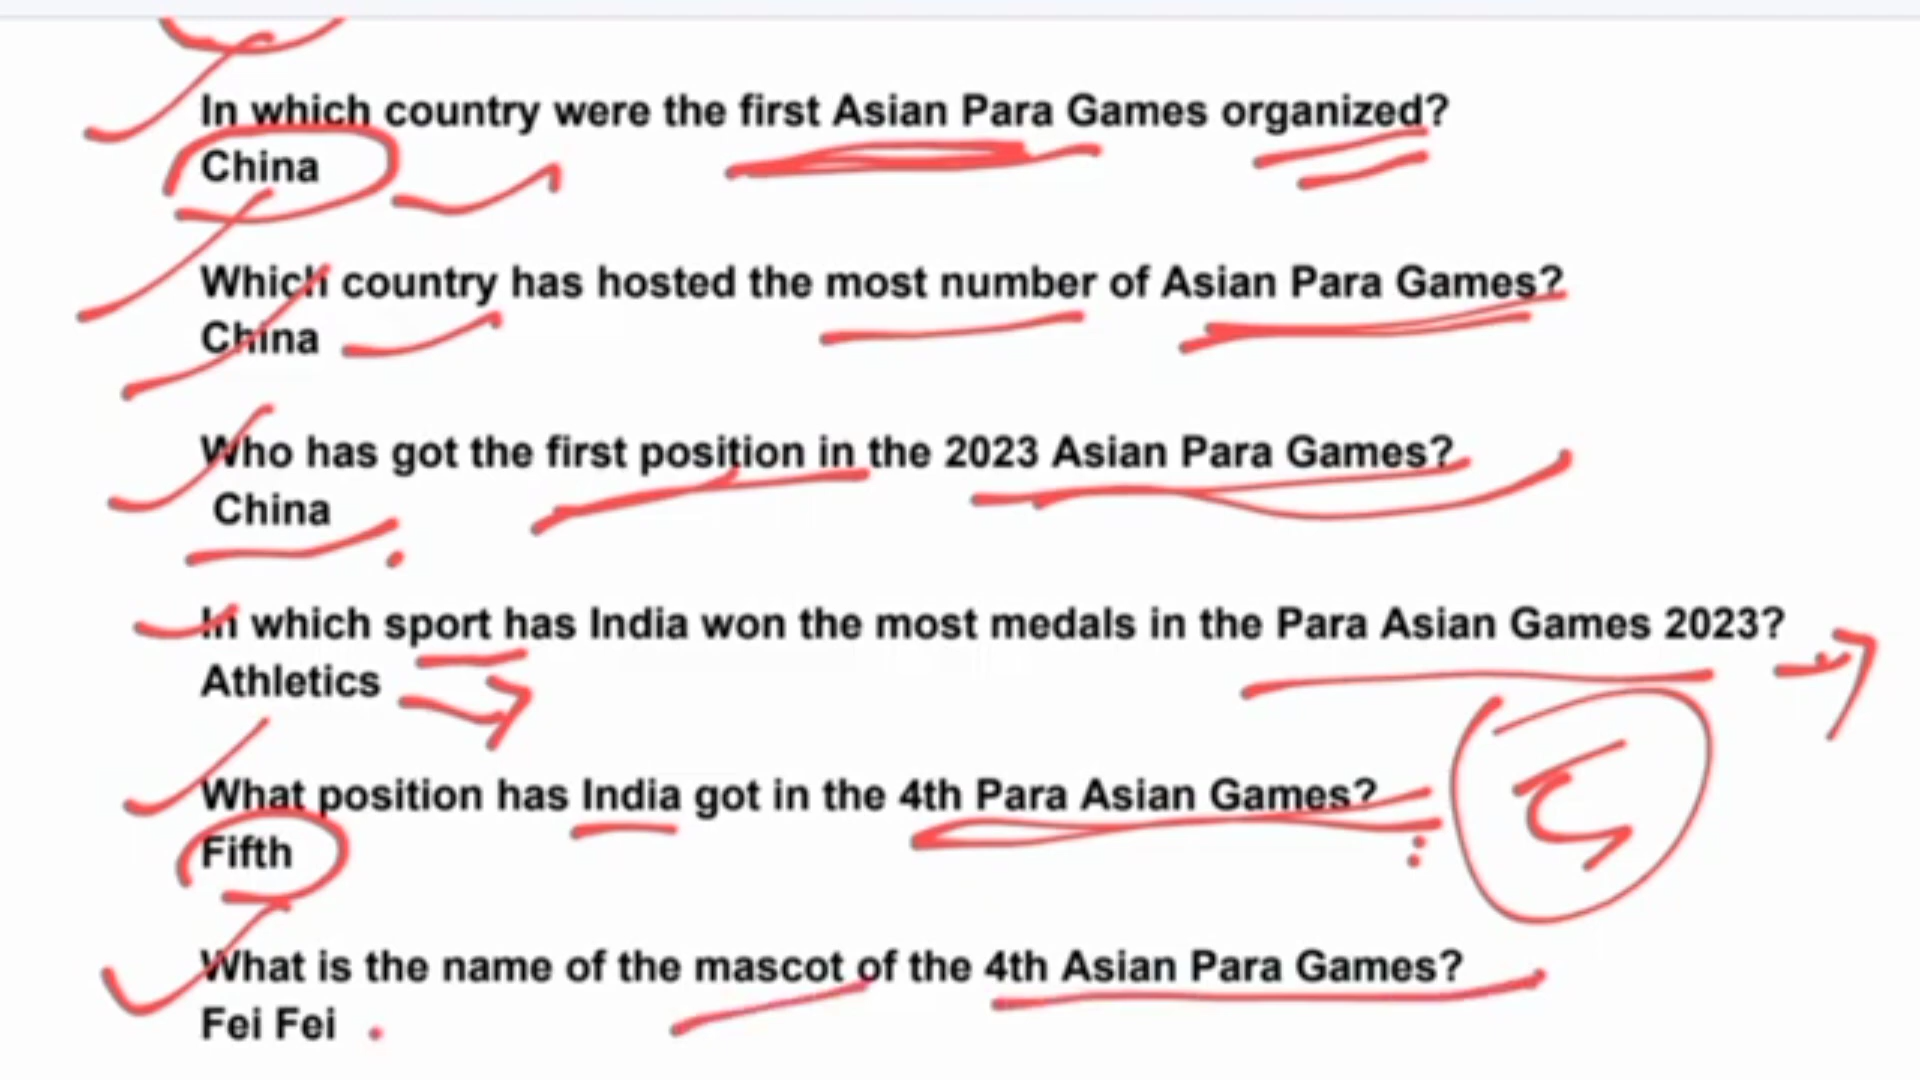 In which country were the first Asian Para Games organized?
China
Which country has hosted the most number of Asian Para Games?
China
Who has got the first position in the 2023 Asian Para Games?
China
In which sport has India won the most medals in the Para Asian Games 2023?
Athletics
What position has India got in the 4th Para Asian Games?
Fifth
What is the name of the mascot of the 4th Asian Para Games?
Fei Fei